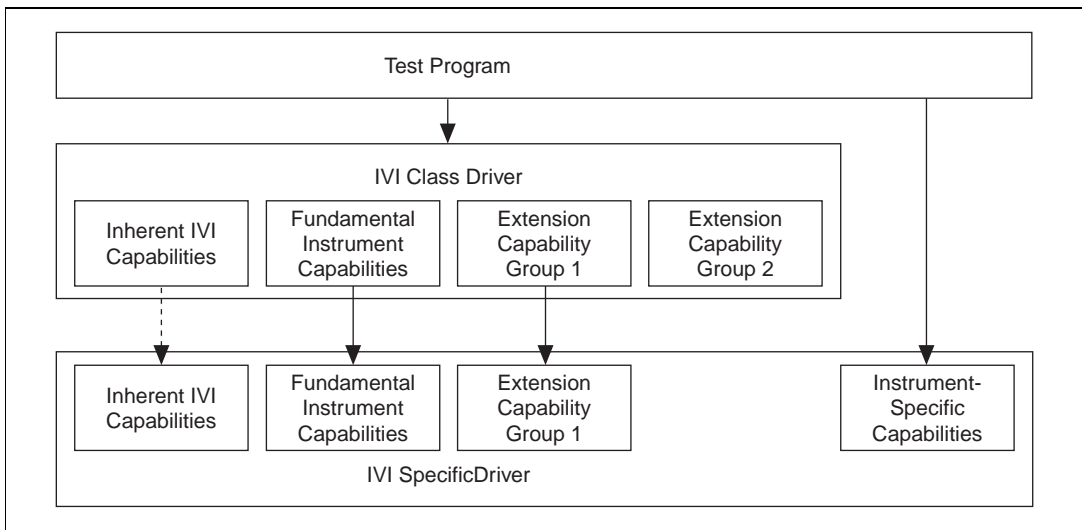 Test Program
IVI Class Driver
Inherent IVI
Capabilities
Fundamental
Instrument
Capabilities
Extension
Capability
Group 1
Extension
Capability
Group 2
Inherent IVI
Capabilities
Fundamental
Instrument
Capabilities
Extension
Capability
Group 1
Instrument-
Specific
Capabilities
IVI SpecificDriver